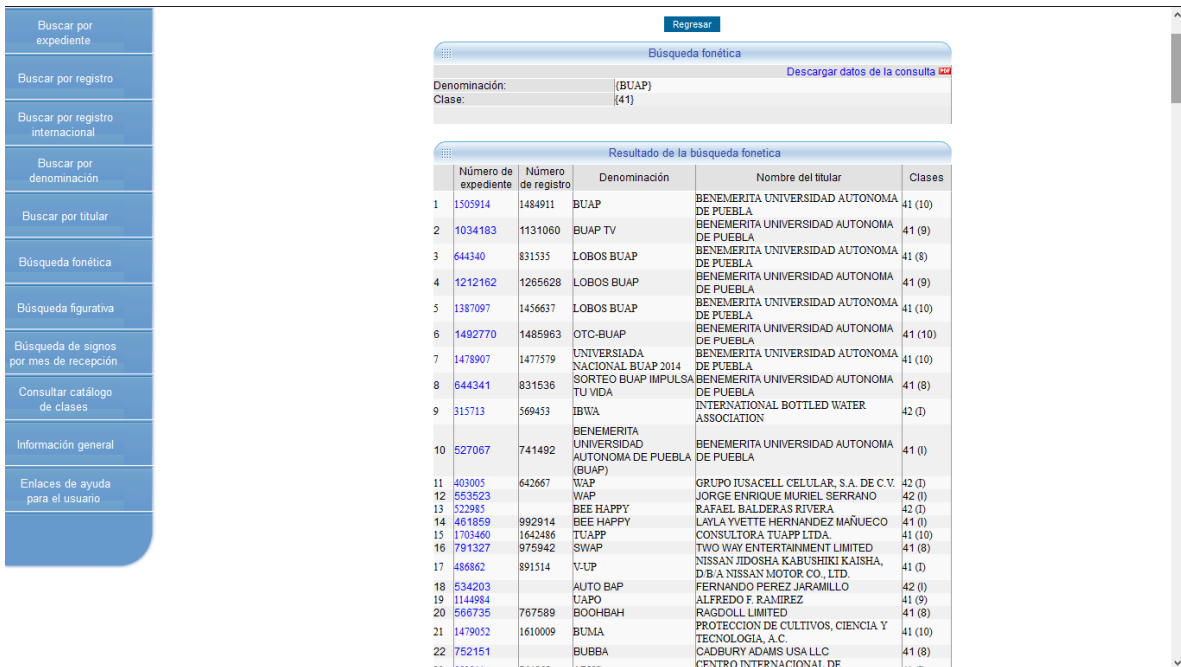 Buscar por
expediente
Buscar por registro
Buscar por registro
internacional
Buscar por
denominación
Buscar por titular
Búsqueda fonética
Búsqueda figurativa
Búsqueda de signos
por mes de recepción
Consultar catálogo
de clases
Información general
Enlaces de ayuda
para el usuario
Regresar
Búsqueda fonética
Descargar datos de la consulta PDF
Denominación: {BUAP}
Clase: {41}
Resultado de la búsqueda fonetica
Número de Número
expediente de registro Denominación Nombre del titular Clases
1 1505914 1484911 BUAP BENEMERITA UNIVERSIDAD AUTONOMA 41 (10)
DE PUEBLA
2 1034183 1131060 BUAP TV BENEMERITA UNIVERSIDAD AUTONOMA 41 (9)
DE PUEBLA
3 644340 831535 LOBOS BUAP BENEMERITA UNIVERSIDAD AUTONOMA 41 (8)
DE PUEBLA
4 1212162 1265628 LOBOS BUAP BENEMERITA UNIVERSIDAD AUTONOMA 41 (9)
DE PUEBLA
5 1387097 1456637 LOBOS BUAP BENEMERITA UNIVERSIDAD AUTONOMA 41 (10)
DE PUEBLA
6 1492770 1485963 OTC-BUAP BENEMERITA UNIVERSIDAD AUTONOMA 41 (10)
DE PUEBLA
7 1478907 1477579 UNIVERSIADA BENEMERITA UNIVERSIDAD AUTONOMA 41 (10)
NACIONAL BUAP 2014 DE PUEBLA
8 644341 831536 SORTEO BUAP IMPULSA BENEMERITA UNIVERSIDAD AUTONOMA 41 (8)
TU VIDA DE PUEBLA
9 315713 569453 IBWA INTERNATIONAL BOTTLED WATER 42 (I)
ASSOCIATION
BENEMERITA
10 527067 741492 UNIVERSIDAD BENEMERITA UNIVERSIDAD AUTONOMA 41 (I)
AUTONOMA DE PUEBLA DE PUEBLA
(BUAP)
11 403005 642667 WAP GRUPO IUSACELL CELULAR, S.A. DE C.V. 42 (I)
12 553523 WAP JORGE ENRIQUE MURIEL SERRANO 42 (I)
13 522985 BEE HAPPY RAFAEL BALDERAS RIVERA 42 (I)
14 461859 992914 BEE HAPPY LAYLA YVETTE HERNANDEZ MAÑUECO 41 (I)
15 1703460 1642486 TUAPP CONSULTORA TUAPP LTDA. 41 (10)
16 791327 975942 SWAP TWO WAY ENTERTAINMENT LIMITED 41 (8)
17 486862 891514 V-UP NISSAN JIDOSHA KABUSHIKI KAISHA, 41 (I)
D/B/A NISSAN MOTOR CO., LTD.
18 534203 AUTO BAP FERNANDO PEREZ JARAMILLO 42 (I)
19 1144984 UAPO ALFREDO F. RAMIREZ 41 (9)
20 566735 767589 BOOHBAH RAGDOLL LIMITED 41 (8)
21 1479052 1610009 BUMA PROTECCION DE CULTIVOS, CIENCIA Y 41 (10)
TECNOLOGIA, A.C.
22 752151 BUBBA CADBURY ADAMS USA LLC 41 (8)
CENTRO INTERNACIONAL DE